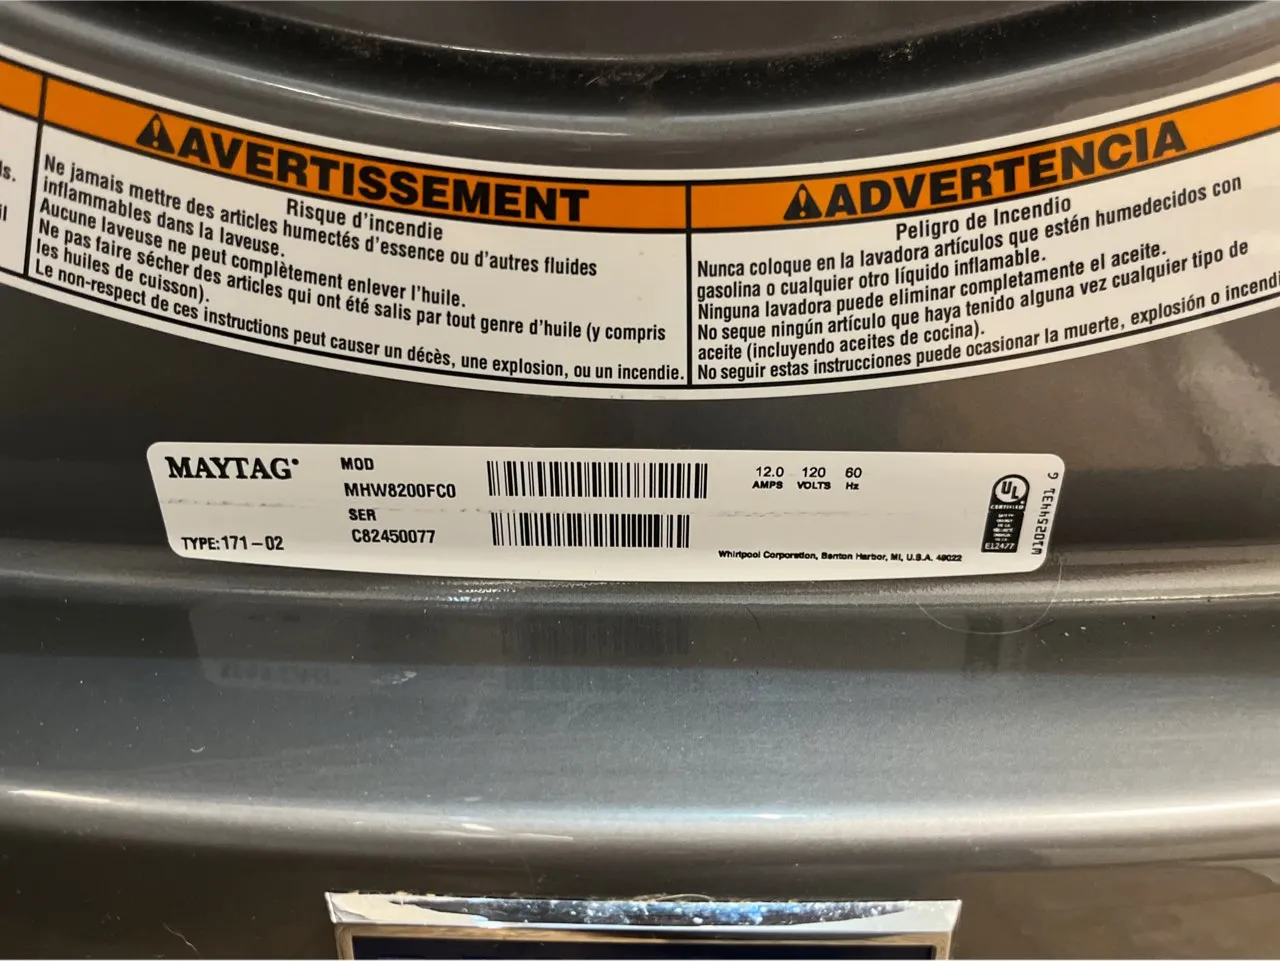 ls.
il
⚠AVERTISSEMENT
Risque d'incendie
Ne jamais mettre des articles humectés d'essence ou d'autres fluides
inflammables dans la laveuse.
Aucune laveuse ne peut complètement enlever l'huile.
Ne pas faire sécher des articles qui ont été salis par tout genre d'huile (y compris
les huiles de cuisson).
Le non-respect de ces instructions peut causer un décès, une explosion, ou un incendie.
⚠ADVERTENCIA
Peligro de Incendio
Nunca coloque en la lavadora artículos que estén humedecidos con
gasolina o cualquier otro líquido inflamable.
Ninguna lavadora puede eliminar completamente el aceite.
No seque ningún artículo que haya tenido alguna vez cualquier tipo de
aceite (incluyendo aceites de cocina).
No seguir estas instrucciones puede ocasionar la muerte, explosión o incendi
MAYTAG
MOD
MHW8200FC0
SER
C82450077
TYPE:171-02
12.0 120 60
AMPS VOLTS Hz
Whirlpool Corporation, Benton Harbor, MI, U.S.A. 49022
UL
CERTIFIED
E12477
W10254431 G